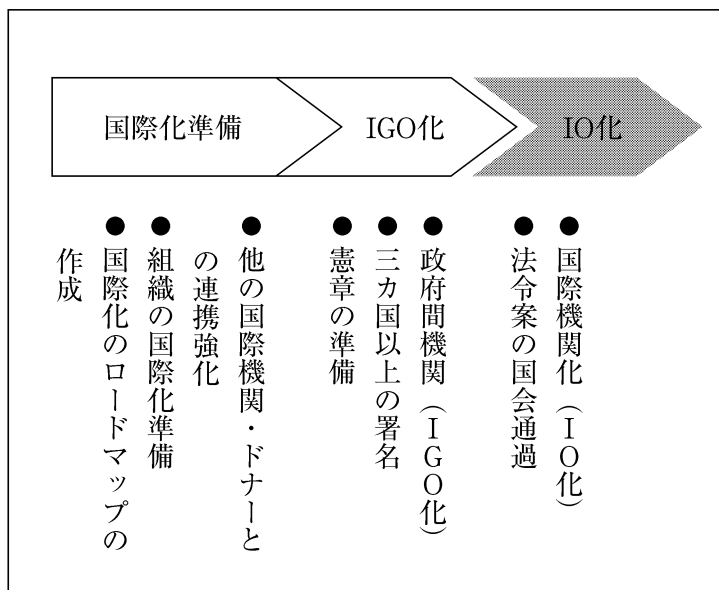 国際化準備
IGO化
IO化
●国際機関化（IO化）
●法令案の国会通過
●政府間機関（IGO化）
●三カ国以上の署名
●憲章の準備
●他の国際機関・ドナーと
の連携強化
●組織の国際化準備
●国際化のロードマップの
作成